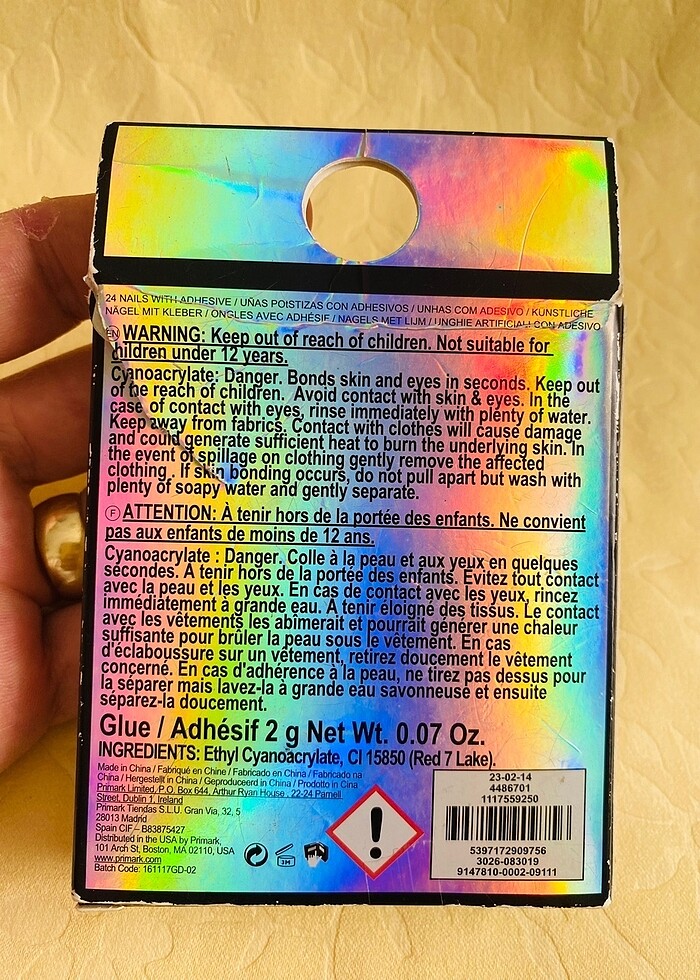 24 NAILS WITH ADHESIVE / UÑAS POISTIZAS CON ADHESIVOS / UNHAS COM ADESIVO / KÜNSTLICHE
NÄGEL MIT KLEBER / ONGLES AVEC ADHÉSIF / NAGELS MET LIJM / UNGHIE ARTIFICIALI CON ADESIVO
EN WARNING: Keep out of reach of children. Not suitable for
children under 12 years.
Cyanoacrylate: Danger. Bonds skin and eyes in seconds. Keep out
of the reach of children. Avoid contact with skin & eyes. In the
case of contact with eyes, rinse immediately with plenty of water.
Keep away from fabrics. Contact with clothes will cause damage
and could generate sufficient heat to burn the underlying skin. In
the event of spillage on clothing gently remove the affected
clothing . If skin bonding occurs, do not pull apart but wash with
plenty of soapy water and gently separate.
F ATTENTION: À tenir hors de la portée des enfants. Ne convient
pas aux enfants de moins de 12 ans.
Cyanoacrylate : Danger. Colle à la peau et aux yeux en quelques
secondes. À tenir hors de la portée des enfants. Évitez tout contact
avec la peau et les yeux. En cas de contact avec les yeux, rincez
immédiatement à grande eau. À tenir éloigné des tissus. Le contact
avec les vêtements les abîmerait et pourrait générer une chaleur
suffisante pour brûler la peau sous le vêtement. En cas
d'éclaboussure sur un vêtement, retirez doucement le vêtement
concerné. En cas d'adhérence à la peau, ne tirez pas dessus pour
la séparer mais lavez-la à grande eau savonneuse et ensuite
séparez-la doucement.
Glue / Adhésif 2 g Net Wt. 0.07 Oz.
INGREDIENTS: Ethyl Cyanoacrylate, CI 15850 (Red 7 Lake).
Made in China / Fabriqué en Chine / Fabricado en China / Fabricado na
China / Hergestellt in China / Geproduceerd in China / Prodotto in Cina
Primark Limited, P.O. Box 644, Arthur Ryan House , 22-24 Parnell
Street, Dublin 1, Ireland
Primark Tiendas S.L.U. Gran Via, 32, 5
28013 Madrid
Spain CIF – B83875427
Distributed in the USA by Primark,
101 Arch St, Boston, MA 02110, USA
www.primark.com
Batch Code: 161117GD-02
3M
23-02-14
4486701
1117559250
5397172909756
3026-083019
9147810-0002-09111